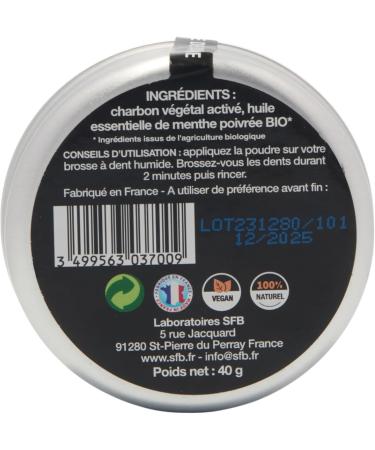 INGRÉDIENTS :
charbon végétal activé, huile
essentielle de menthe poivrée BIO*
* Ingrédients issus de l'agriculture biologique
CONSEILS D'UTILISATION : appliquez la poudre sur votre
brosse à dent humide. Brossez-vous les dents durant
2 minutes puis rincer.
Fabriqué en France - A utiliser de préférence avant fin :
LOT231280/101
12/2025
3 499563 037009
VEGAN
100%
NATUREL
Laboratoires SFB
5 rue Jacquard
91280 St-Pierre du Perray France
www.sfb.fr - info@sfb.fr
Poids net : 40 g